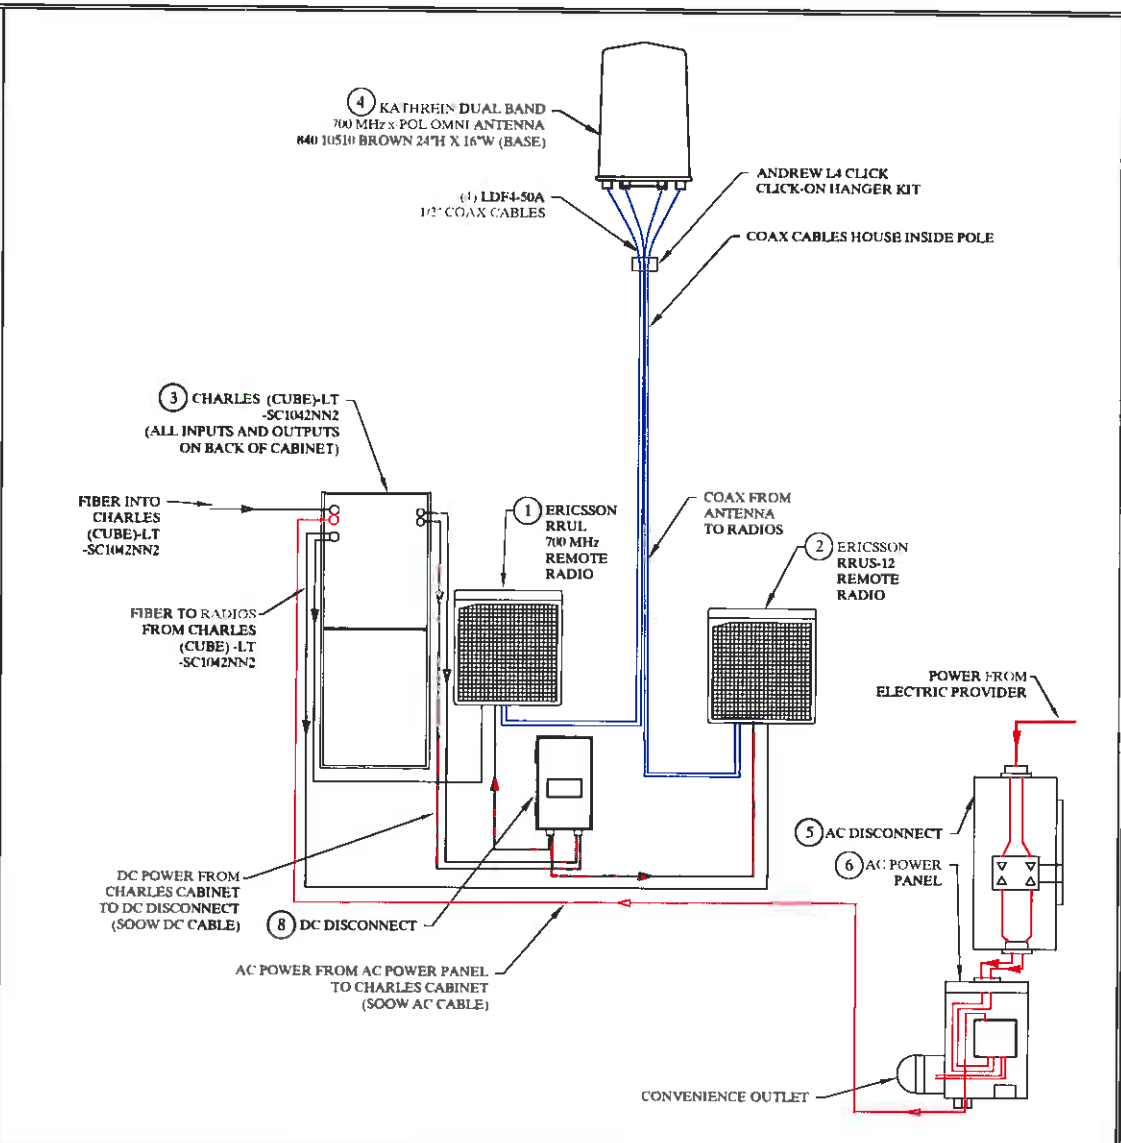 4 KATHREIN DUAL BAND
700 MHz x-POL OMNI ANTENNA
840 10510 BROWN 24"H X 16"W (BASE)
ANDREW L4 CLICK
CLICK-ON HANGER KIT
(4) LDF4-50A
1/2" COAX CABLES
COAX CABLES HOUSE INSIDE POLE
3 CHARLES (CUBE)-LT
-SC1042NN2
(ALL INPUTS AND OUTPUTS
ON BACK OF CABINET)
FIBER INTO
CHARLES
(CUBE)-LT
-SC1042NN2
1 ERICSSON
RRUL
700 MHz
REMOTE
RADIO
COAX FROM
ANTENNA
TO RADIOS
2 ERICSSON
RRUS-12
REMOTE
RADIO
FIBER TO RADIOS
FROM CHARLES
(CUBE) -LT
-SC1042NN2
POWER FROM
ELECTRIC PROVIDER
5 AC DISCONNECT
6 AC POWER
PANEL
DC POWER FROM
CHARLES CABINET
TO DC DISCONNECT
(SOOW DC CABLE)
8 DC DISCONNECT
AC POWER FROM AC POWER PANEL
TO CHARLES CABINET
(SOOW AC CABLE)
CONVENIENCE OUTLET